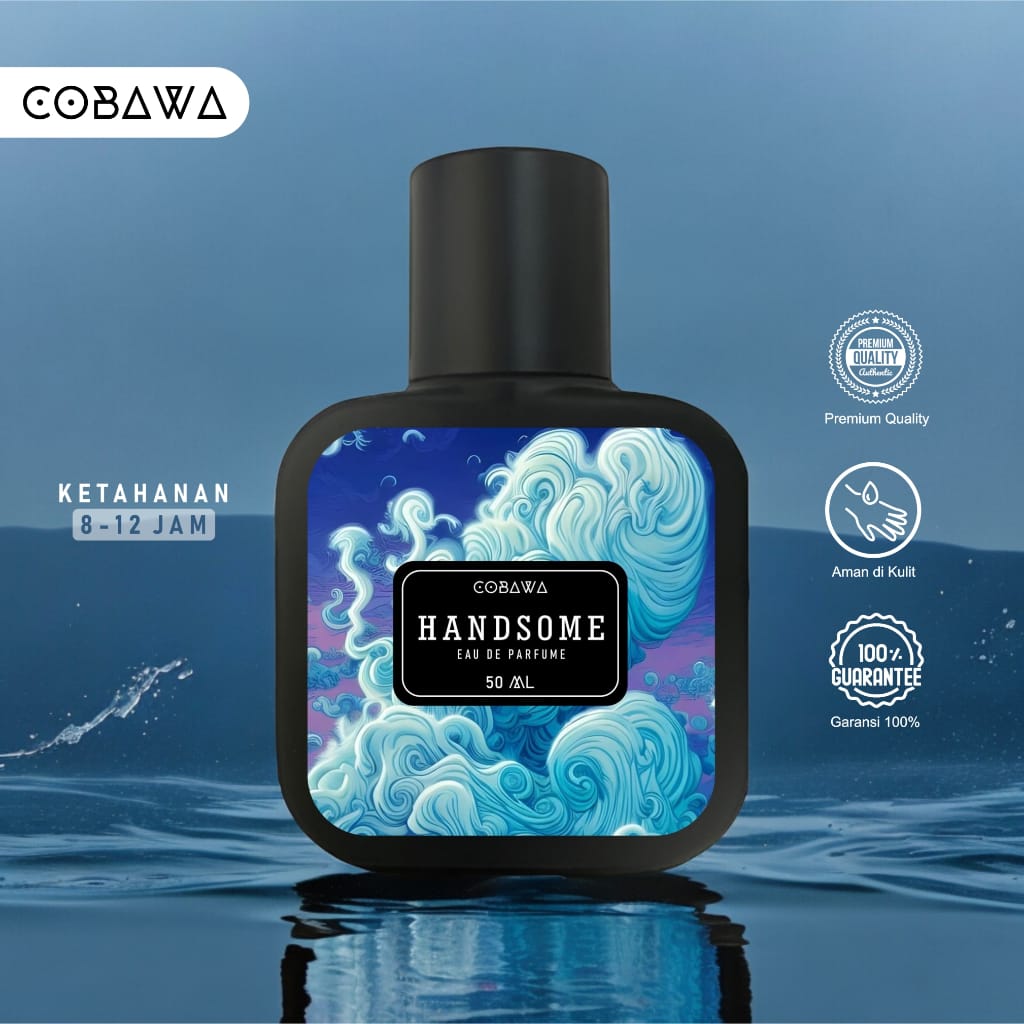 COBAWA
KETAHANAN
8-12 JAM
COBAWA
HANDSOME
EAU DE PARFUME
50 ML
PREMIUM
QUALITY
Authentic
Premium Quality
Aman di Kulit
100%
GUARANTEE
Garansi 100%